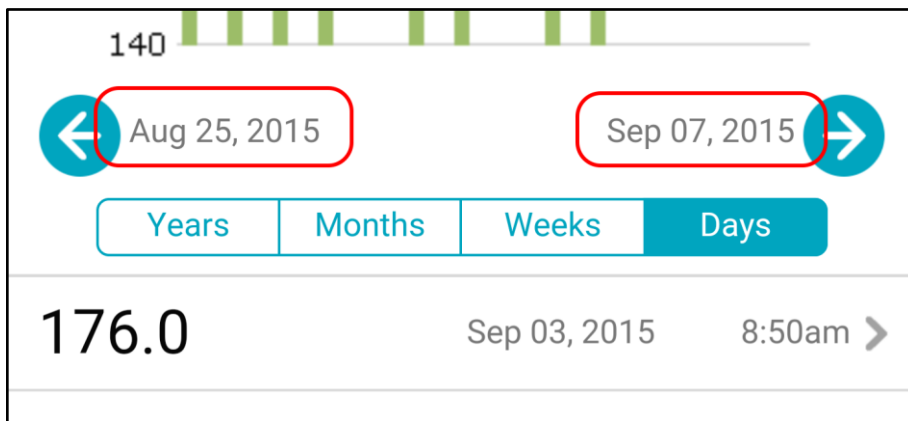 140
Aug 25, 2015 Sep 07, 2015
Years Months Weeks Days
176.0 Sep 03, 2015 8:50am